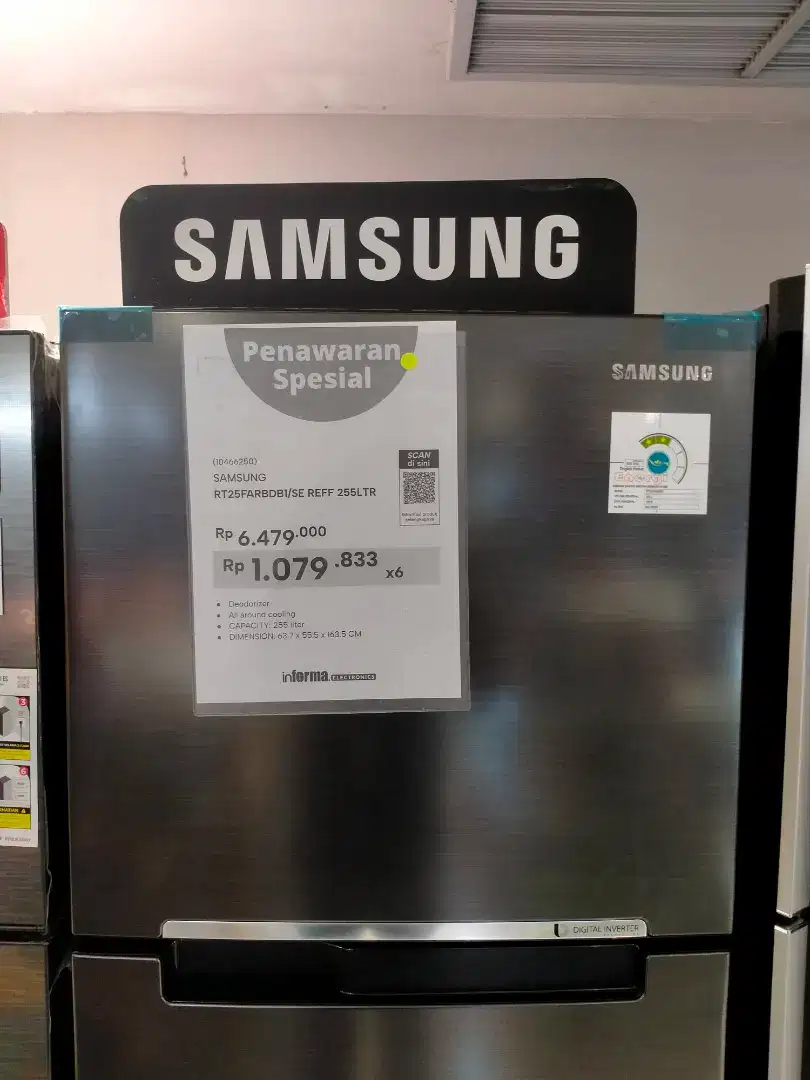 SAMSUNG
Penawaran
Spesial
SAMSUNG
(10466250)
SAMSUNG
RT25FARBDB1/SE REFF 255LTR
SCAN
di sini
Rp 6.479.000
Rp 1.079.833 x6
• Deodorizer
• All around cooling
• CAPACITY: 255 liter
• DIMENSION: 63.7 x 55.5 x 163.5 CM
informa ELECTRONICS
DIGITAL INVERTER